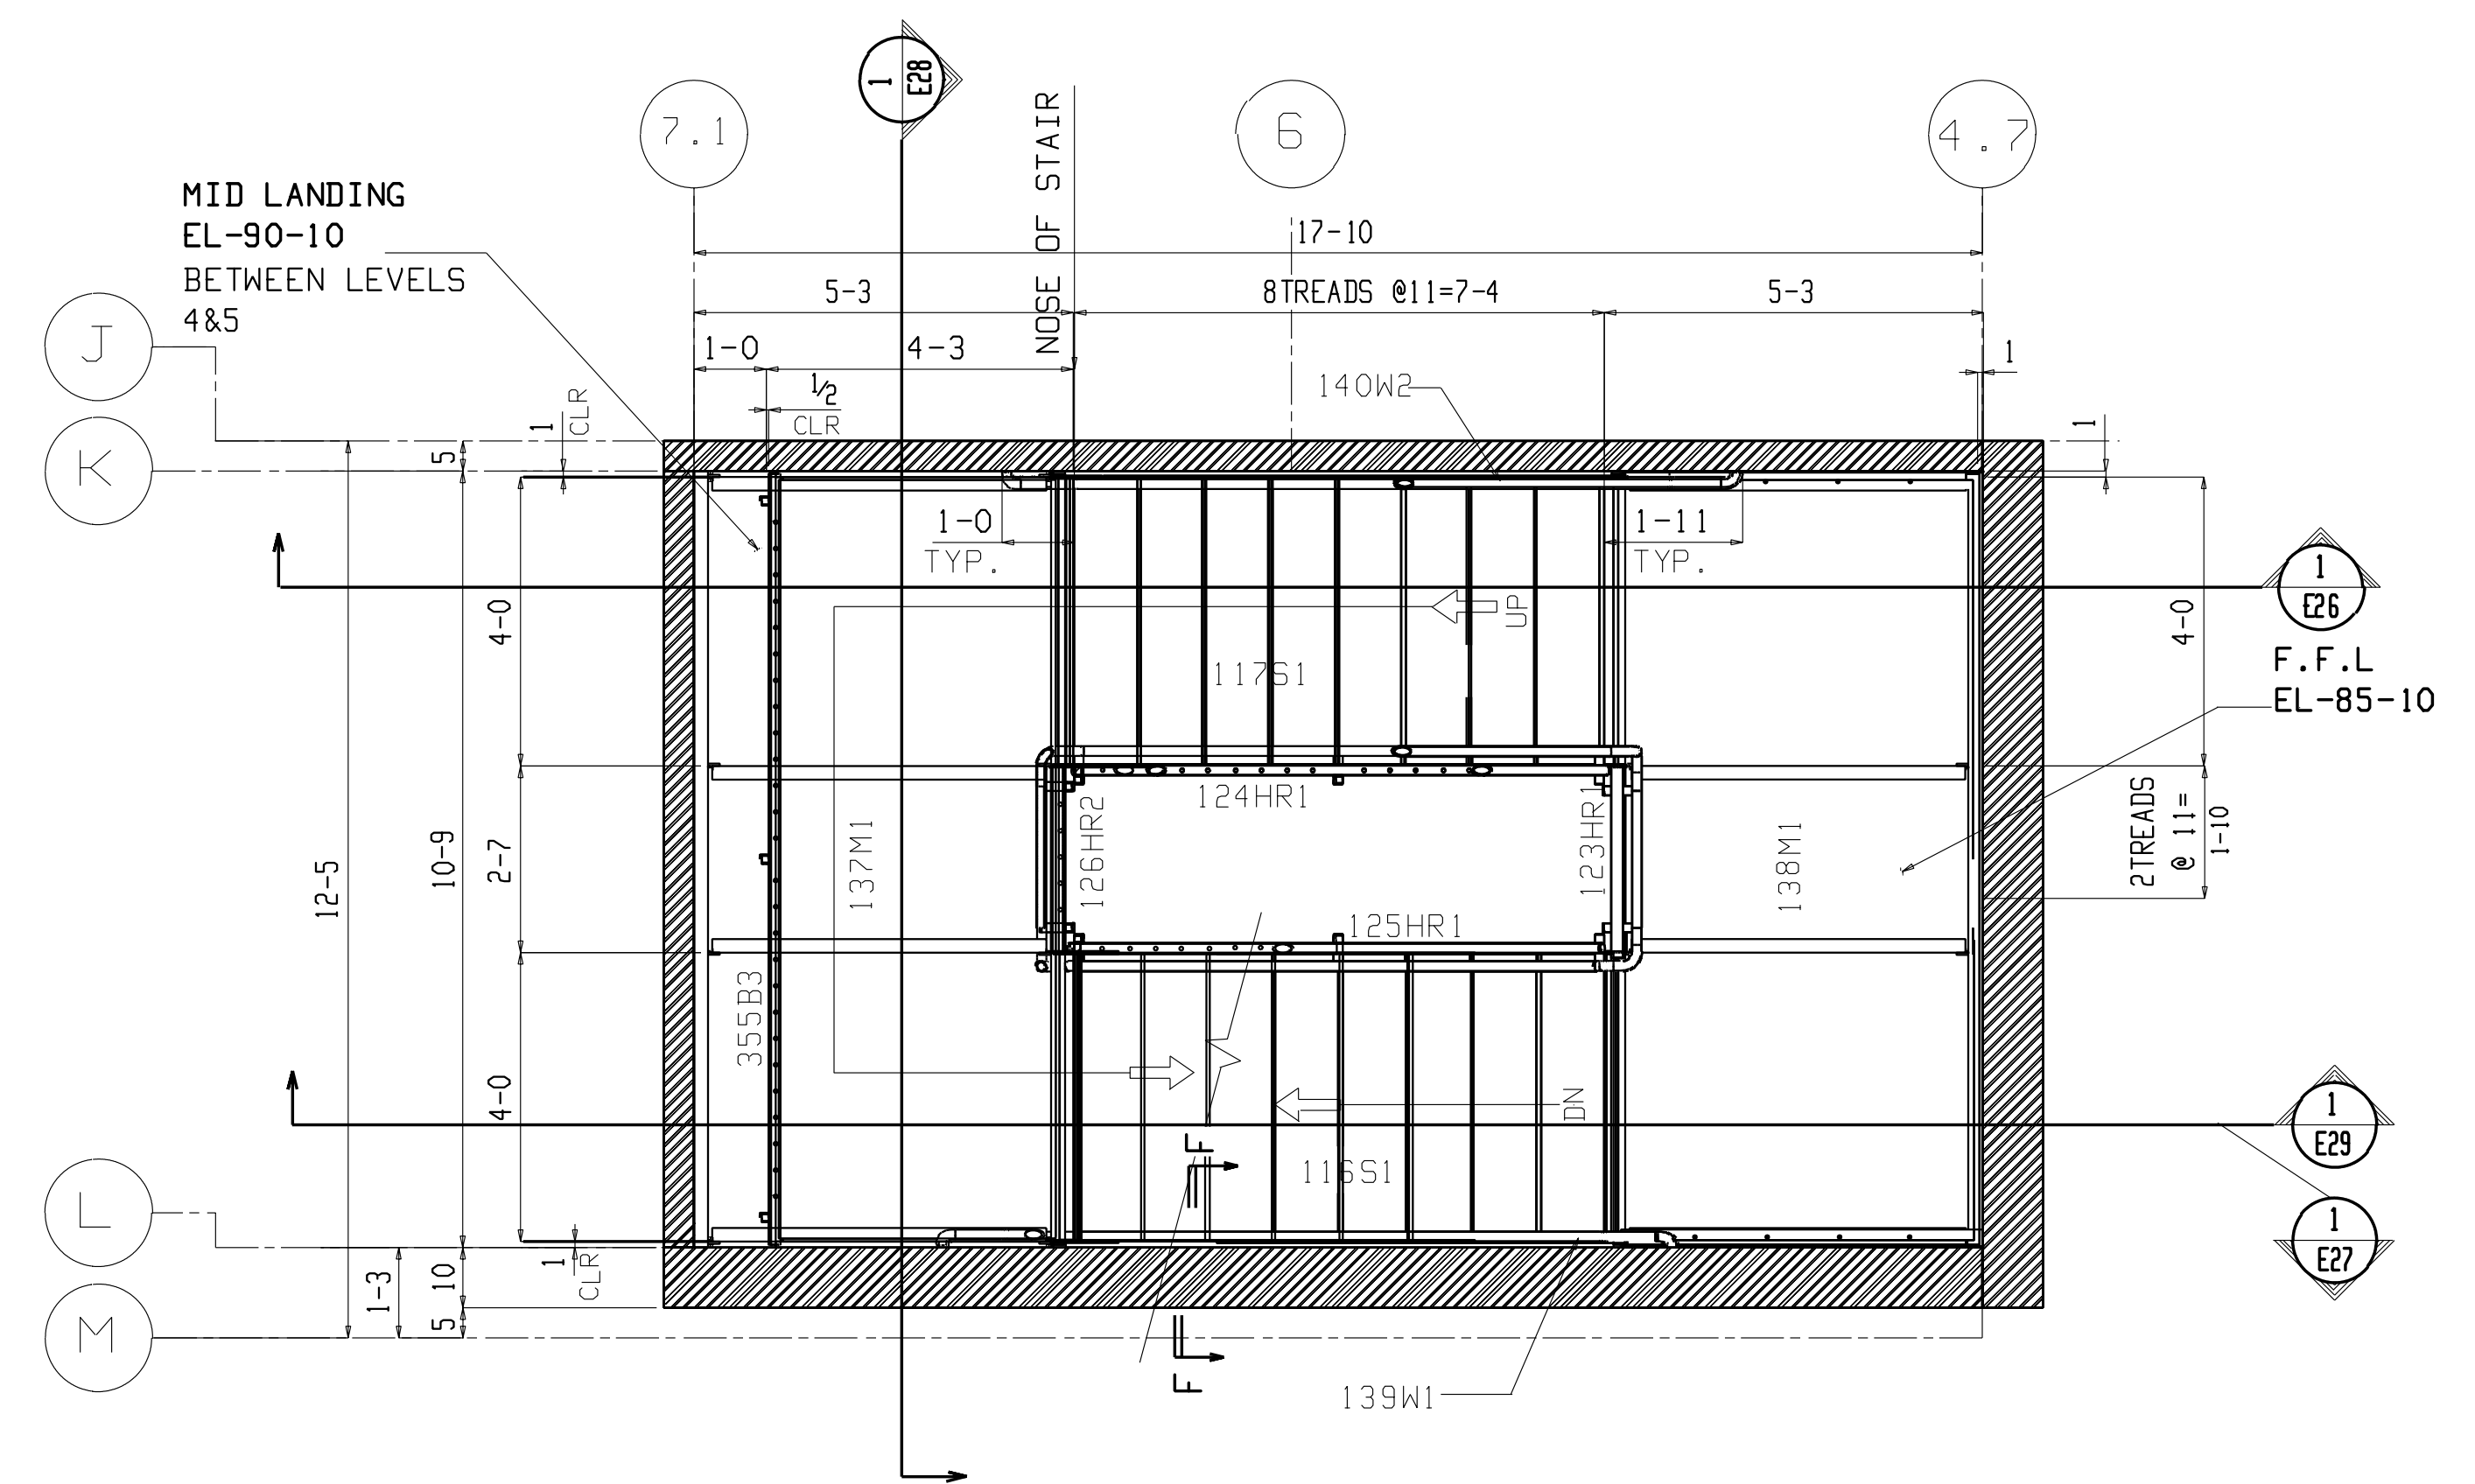 1
E28
7.1
6
4.7
NOSE OF STAIR
MID LANDING
EL-90-10
BETWEEN LEVELS
4&5
17-10
5-3
8TREADS @11=7-4
5-3
J
1-0
4-3
1
1/2
CLR
140W2
1
CLR
1
K
5
1-0
TYP.
1-11
TYP.
1
E26
F.F.L
EL-85-10
4-0
UP
4-0
117S1
124HR1
126HR2
123HR1
2TREADS
@ 11=
1-10
12-5
10-9
2-7
137M1
138M1
125HR1
355B3
4-0
DN
1
E29
F
116S1
L
1
CLR
1
E27
1-3
10
5
M
F
139W1